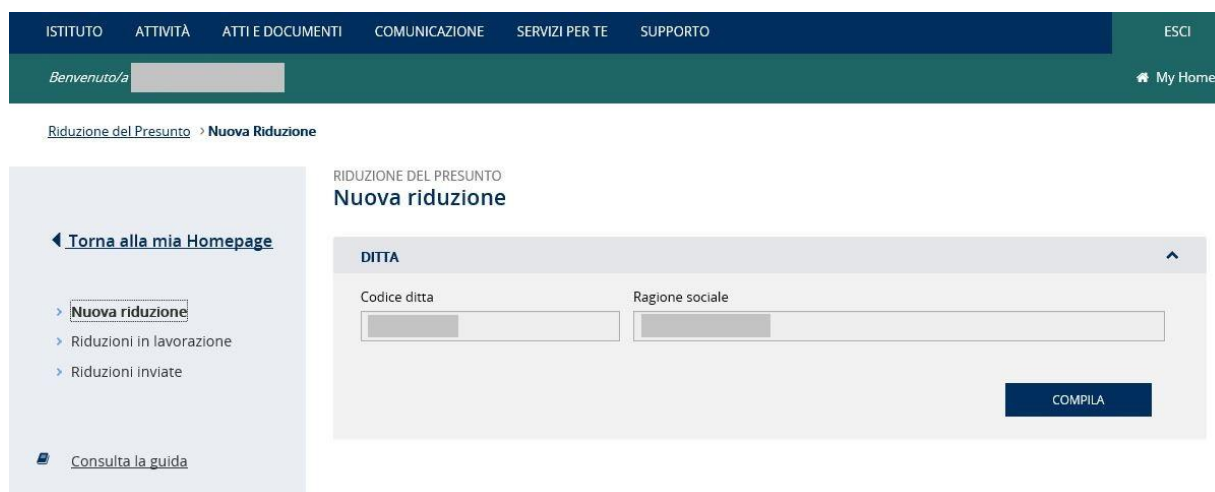 ISTITUTO ATTIVITÀ ATTI E DOCUMENTI COMUNICAZIONE SERVIZI PER TE SUPPORTO ESCI
Benvenuto/a My Home
Riduzione del Presunto > Nuova Riduzione
RIDUZIONE DEL PRESUNTO
Nuova riduzione
Torna alla mia Homepage
DITTA
Codice ditta Ragione sociale
> Nuova riduzione
> Riduzioni in lavorazione
> Riduzioni inviate
COMPILA
Consulta la guida